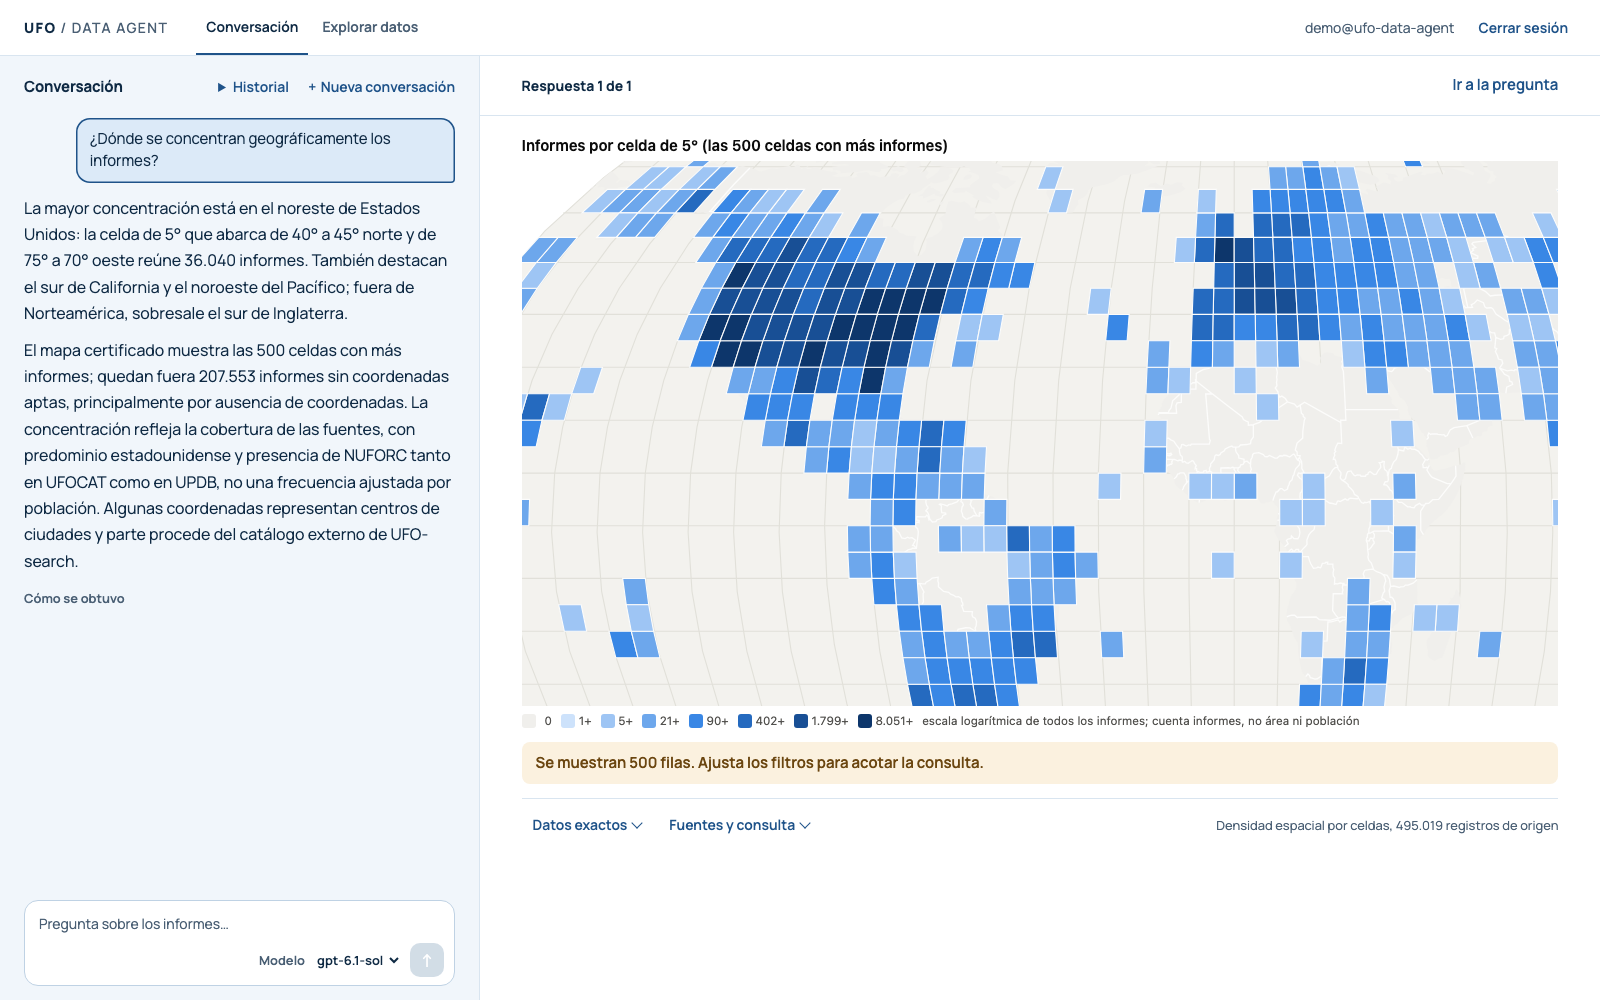 UFO / DATA AGENT
Conversación
Explorar datos
demo@ufo-data-agent
Cerrar sesión
Conversación
Historial
+ Nueva conversación
¿Dónde se concentran geográficamente los
informes?
La mayor concentración está en el noreste de Estados
Unidos: la celda de 5° que abarca de 40° a 45° norte y de
75° a 70° oeste reúne 36.040 informes. También destacan
el sur de California y el noroeste del Pacífico; fuera de
Norteamérica, sobresale el sur de Inglaterra.
El mapa certificado muestra las 500 celdas con más
informes; quedan fuera 207.553 informes sin coordenadas
aptas, principalmente por ausencia de coordenadas. La
concentración refleja la cobertura de las fuentes, con
predominio estadounidense y presencia de NUFORC tanto
en UFOCAT como en UPDB, no una frecuencia ajustada por
población. Algunas coordenadas representan centros de
ciudades y parte procede del catálogo externo de UFO-
search.
Cómo se obtuvo
Pregunta sobre los informes...
Modelo gpt-6.1-sol
Respuesta 1 de 1
Ir a la pregunta
Informes por celda de 5° (las 500 celdas con más informes)
0 1+ 5+ 21+ 90+ 402+ 1.799+ 8.051+ escala logarítmica de todos los informes; cuenta informes, no área ni población
Se muestran 500 filas. Ajusta los filtros para acotar la consulta.
Datos exactos
Fuentes y consulta
Densidad espacial por celdas, 495.019 registros de origen